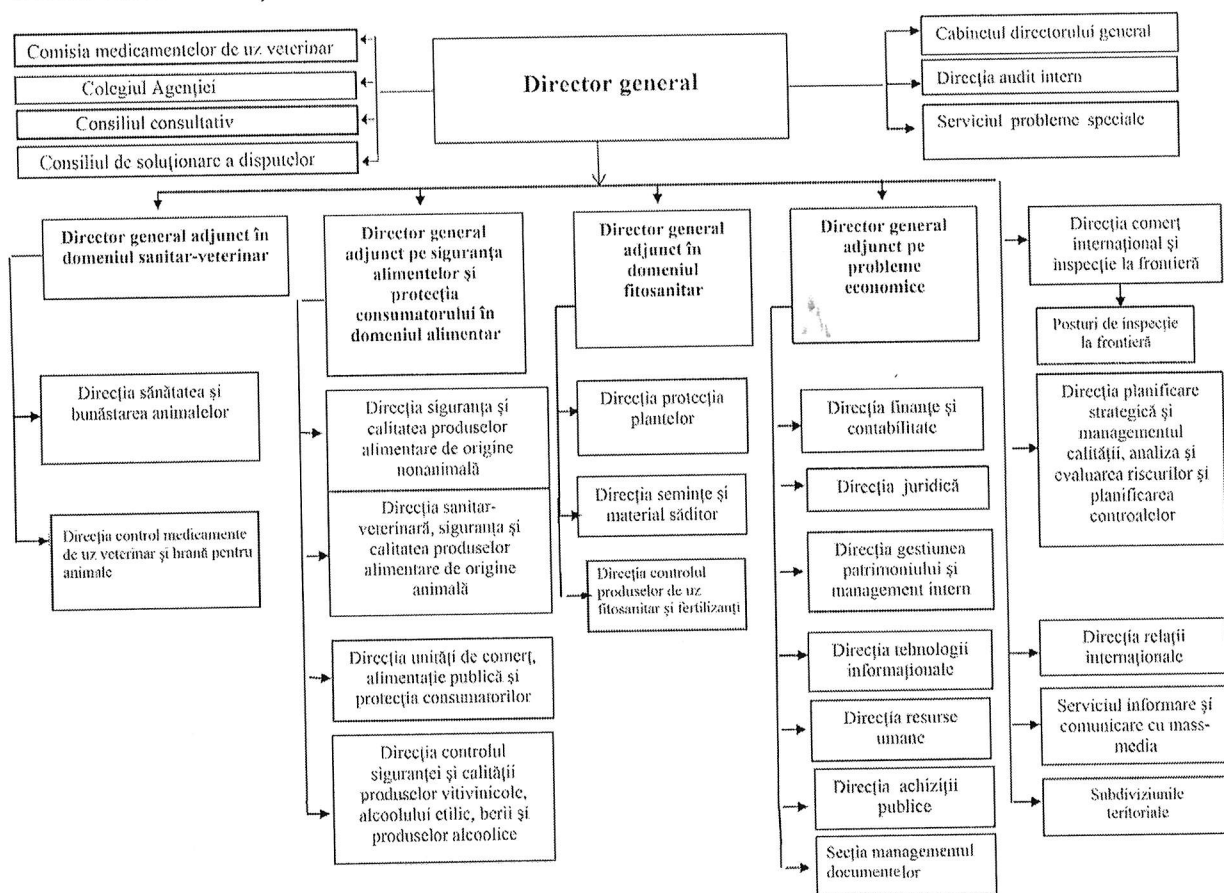 Comisia medicamentelor de uz veterinar
Colegiul Agenției
Consiliul consultativ
Consiliul de soluționare a disputelor
Director general
Cabinetul directorului general
Direcția audit intern
Serviciul probleme speciale
Director general adjunct în
domeniul sanitar-veterinar
Direcția sănătatea și
bunăstarea animalelor
Direcția control medicamente
de uz veterinar și hrană pentru
animale
Director general
adjunct pe siguranța
alimentelor și
protecția
consumatorului în
domeniul alimentar
Direcția siguranța și
calitatea produselor
alimentare de origine
nonanimală
Direcția sanitar-
veterinară, siguranța și
calitatea produselor
alimentare de origine
animală
Direcția unități de comerț,
alimentație publică și
protecția consumatorilor
Direcția controlul
siguranței și calității
produselor vitivinicole,
alcoolului etilic, berii și
produselor alcoolice
Director general
adjunct în
domeniul
fitosanitar
Direcția protecția
plantelor
Direcția semințe și
material săditor
Direcția controlul
produselor de uz
fitosanitar și fertilizanți
Director general
adjunct pe
probleme
economice
Direcția finanțe și
contabilitate
Direcția juridică
Direcția gestiunea
patrimoniului și
management intern
Direcția tehnologii
informaționale
Direcția resurse
umane
Direcția achiziții
publice
Secția managementul
documentelor
Direcția comerț
internațional și
inspecție la frontieră
Posturi de inspecție
la frontieră
Direcția planificare
strategică și
managementul
calității, analiza și
evaluarea riscurilor și
planificarea
controalelor
Direcția relații
internaționale
Serviciul informare și
comunicare cu mass-
media
Subdiviziunile
teritoriale